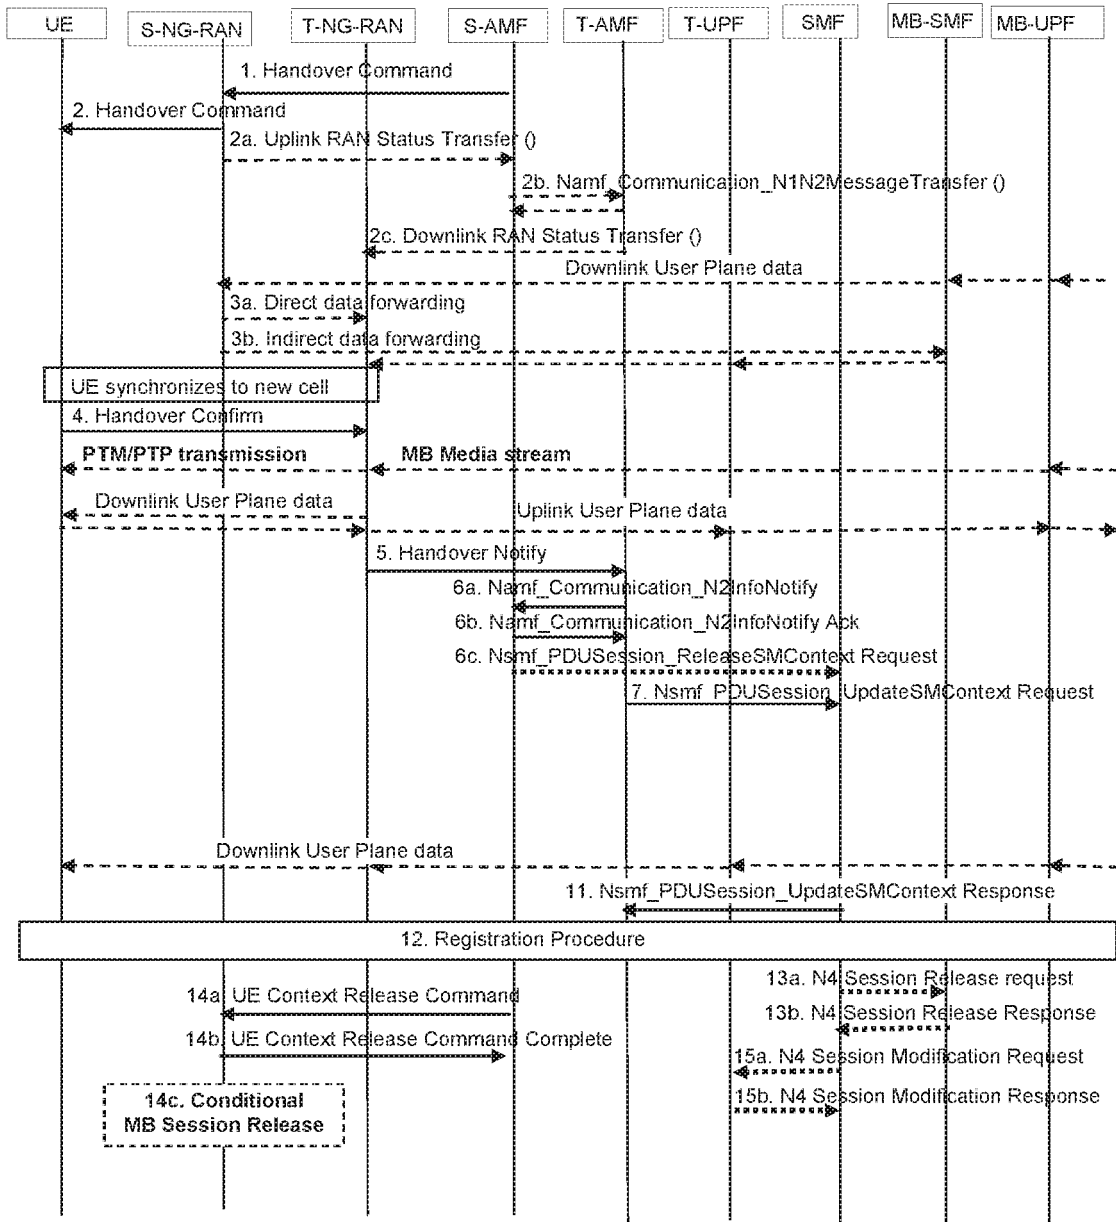 UE
S-NG-RAN
T-NG-RAN
S-AMF
T-AMF
T-UPF
SMF
MB-SMF
MB-UPF
1. Handover Command
2. Handover Command
2a. Uplink RAN Status Transfer ()
2b. Namf_Communication_N1N2MessageTransfer ()
2c. Downlink RAN Status Transfer ()
Downlink User Plane data
3a. Direct data forwarding
3b. Indirect data forwarding
UE synchronizes to new cell
4. Handover Confirm
PTM/PTP transmission
MB Media stream
Downlink User Plane data
Uplink User Plane data
5. Handover Notify
6a. Namf_Communication_N2InfoNotify
6b. Namf_Communication_N2InfoNotify Ack
6c. Nsmf_PDUSession_ReleaseSMContext Request
7. Nsmf_PDUSession_UpdateSMContext Request
Downlink User Plane data
11. Nsmf_PDUSession_UpdateSMContext Response
12. Registration Procedure
13a. N4 Session Release request
14a. UE Context Release Command
13b. N4 Session Release Response
14b. UE Context Release Command Complete
15a. N4 Session Modification Request
14c. Conditional
MB Session Release
15b. N4 Session Modification Response